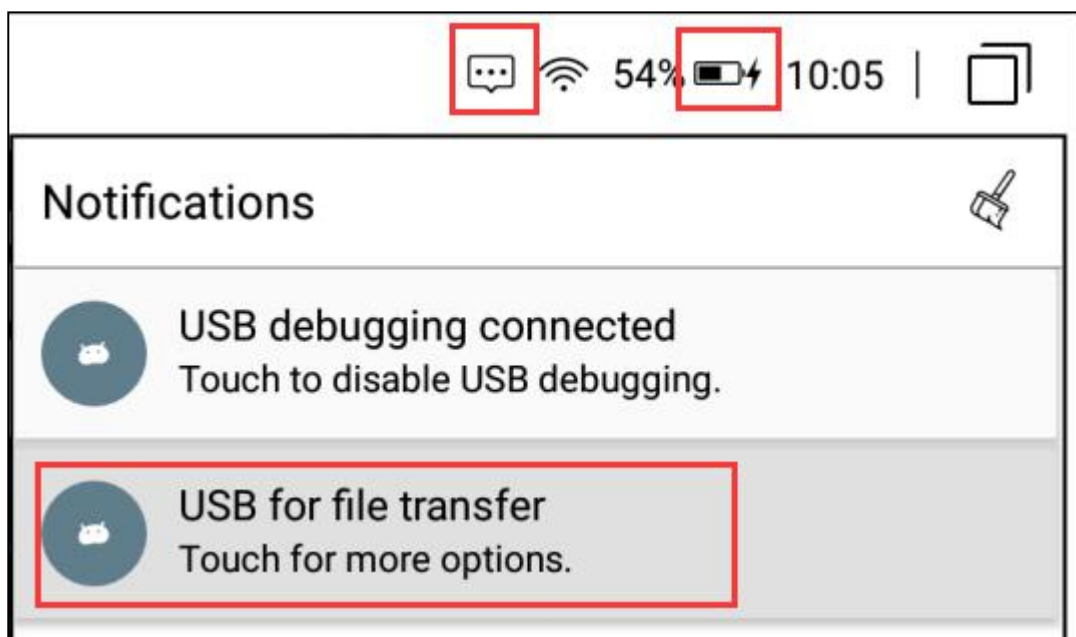 54% 10:05
Notifications
USB debugging connected
Touch to disable USB debugging.
USB for file transfer
Touch for more options.